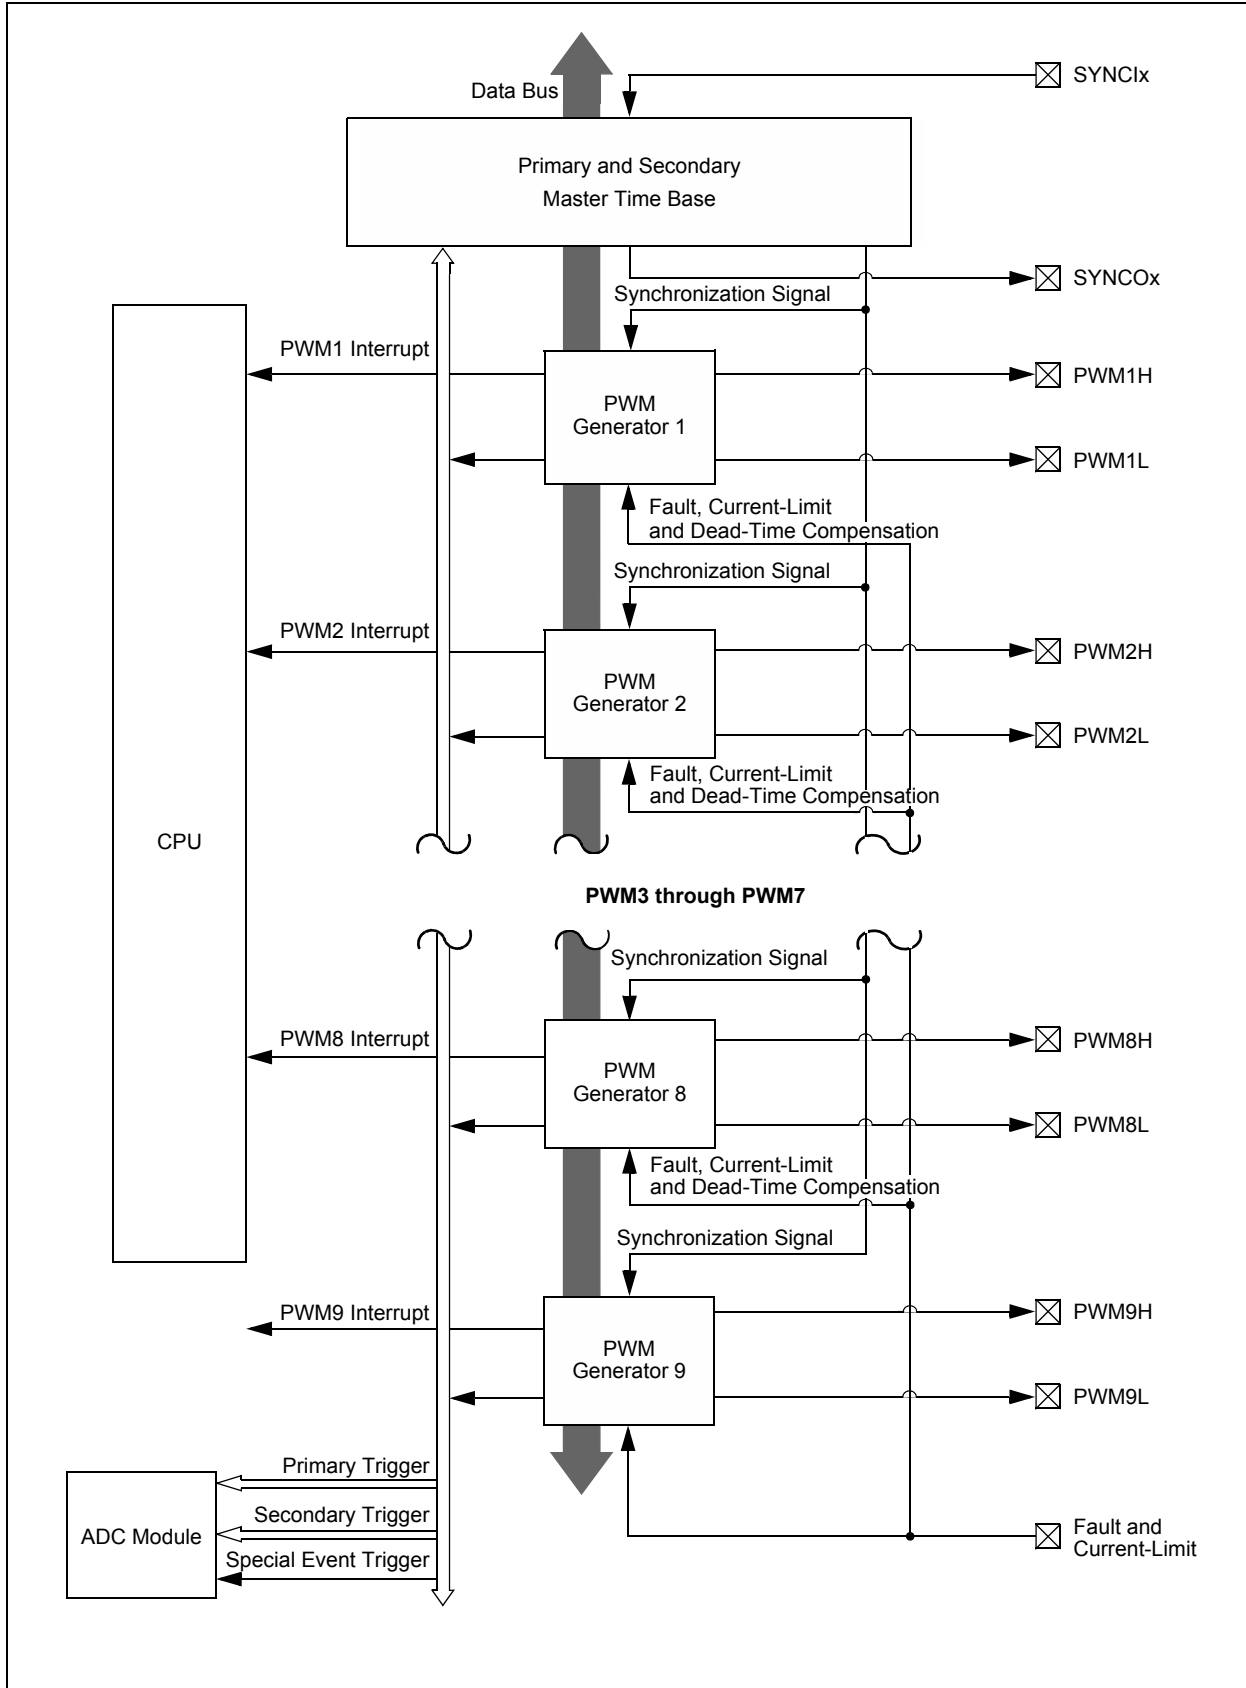 SYNCIx
Data Bus
Primary and Secondary
Master Time Base
SYNCOx
Synchronization Signal
PWM1 Interrupt
PWM1H
PWM
Generator 1
PWM1L
Fault, Current-Limit
and Dead-Time Compensation
Synchronization Signal
PWM2 Interrupt
PWM2H
PWM
Generator 2
PWM2L
Fault, Current-Limit
and Dead-Time Compensation
CPU
PWM3 through PWM7
Synchronization Signal
PWM8 Interrupt
PWM8H
PWM
Generator 8
PWM8L
Fault, Current-Limit
and Dead-Time Compensation
Synchronization Signal
PWM9 Interrupt
PWM9H
PWM
Generator 9
PWM9L
Primary Trigger
Secondary Trigger
ADC Module
Special Event Trigger
Fault and
Current-Limit